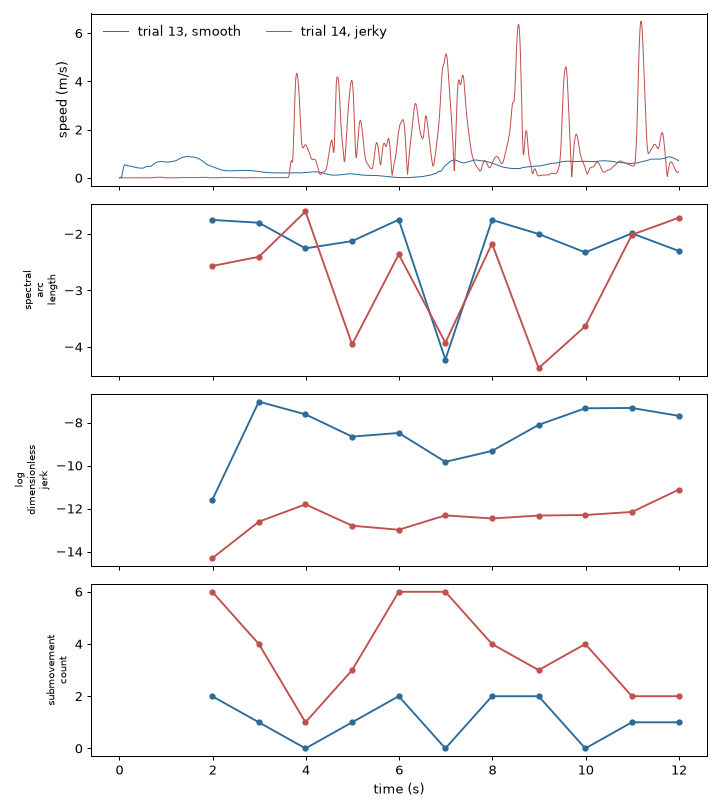 trial 13, smooth
trial 14, jerky
speed (m/s)
6
4
2
0
spectral
arc
length
−2
−3
−4
log
dimensionless
jerk
−8
−10
−12
−14
submovement
count
6
4
2
0
0 2 4 6 8 10 12
time (s)